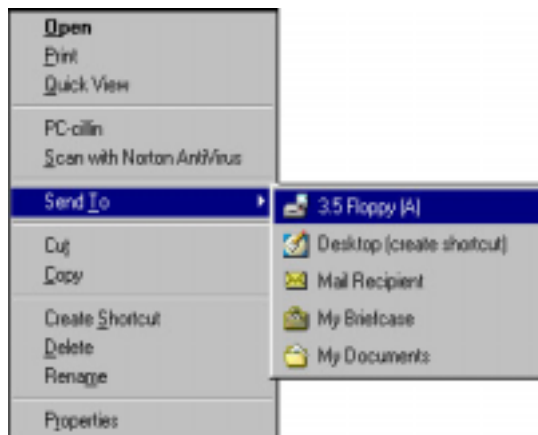 Open
Print
Quick View
PC-cillin
Scan with Norton AntiVirus
Send To
3.5 Floppy (A)
Desktop (create shortcut)
Mail Recipient
My Briefcase
My Documents
Cut
Copy
Create Shortcut
Delete
Rename
Properties